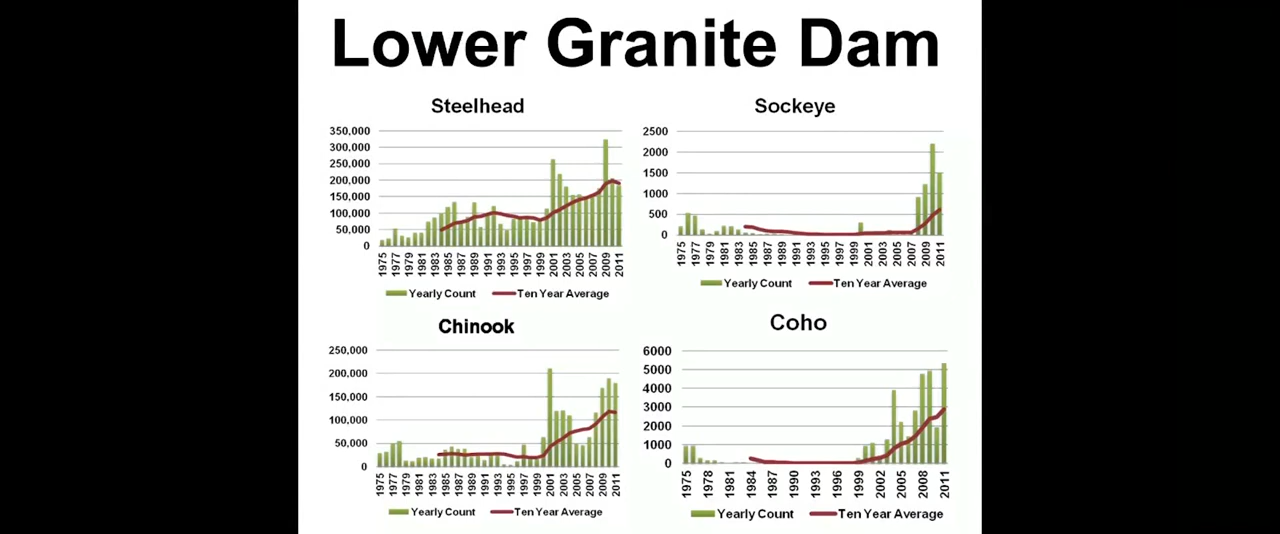 Lower Granite Dam
Steelhead
350,000
300,000
250,000
200,000
150,000
100,000
50,000
0
1975 1977 1979 1981 1983 1985 1987 1989 1991 1993 1995 1997 1999 2001 2003 2005 2007 2009 2011
Yearly Count Ten Year Average
Sockeye
2500
2000
1500
1000
500
0
1975 1977 1979 1981 1983 1985 1987 1989 1991 1993 1995 1997 1999 2001 2003 2005 2007 2009 2011
Yearly Count Ten Year Average
Chinook
250,000
200,000
150,000
100,000
50,000
0
1975 1977 1979 1981 1983 1985 1987 1989 1991 1993 1995 1997 1999 2001 2003 2005 2007 2009 2011
Yearly Count Ten Year Average
Coho
6000
5000
4000
3000
2000
1000
0
1975 1978 1981 1984 1987 1990 1993 1996 1999 2002 2005 2008 2011
Yearly Count Ten Year Average